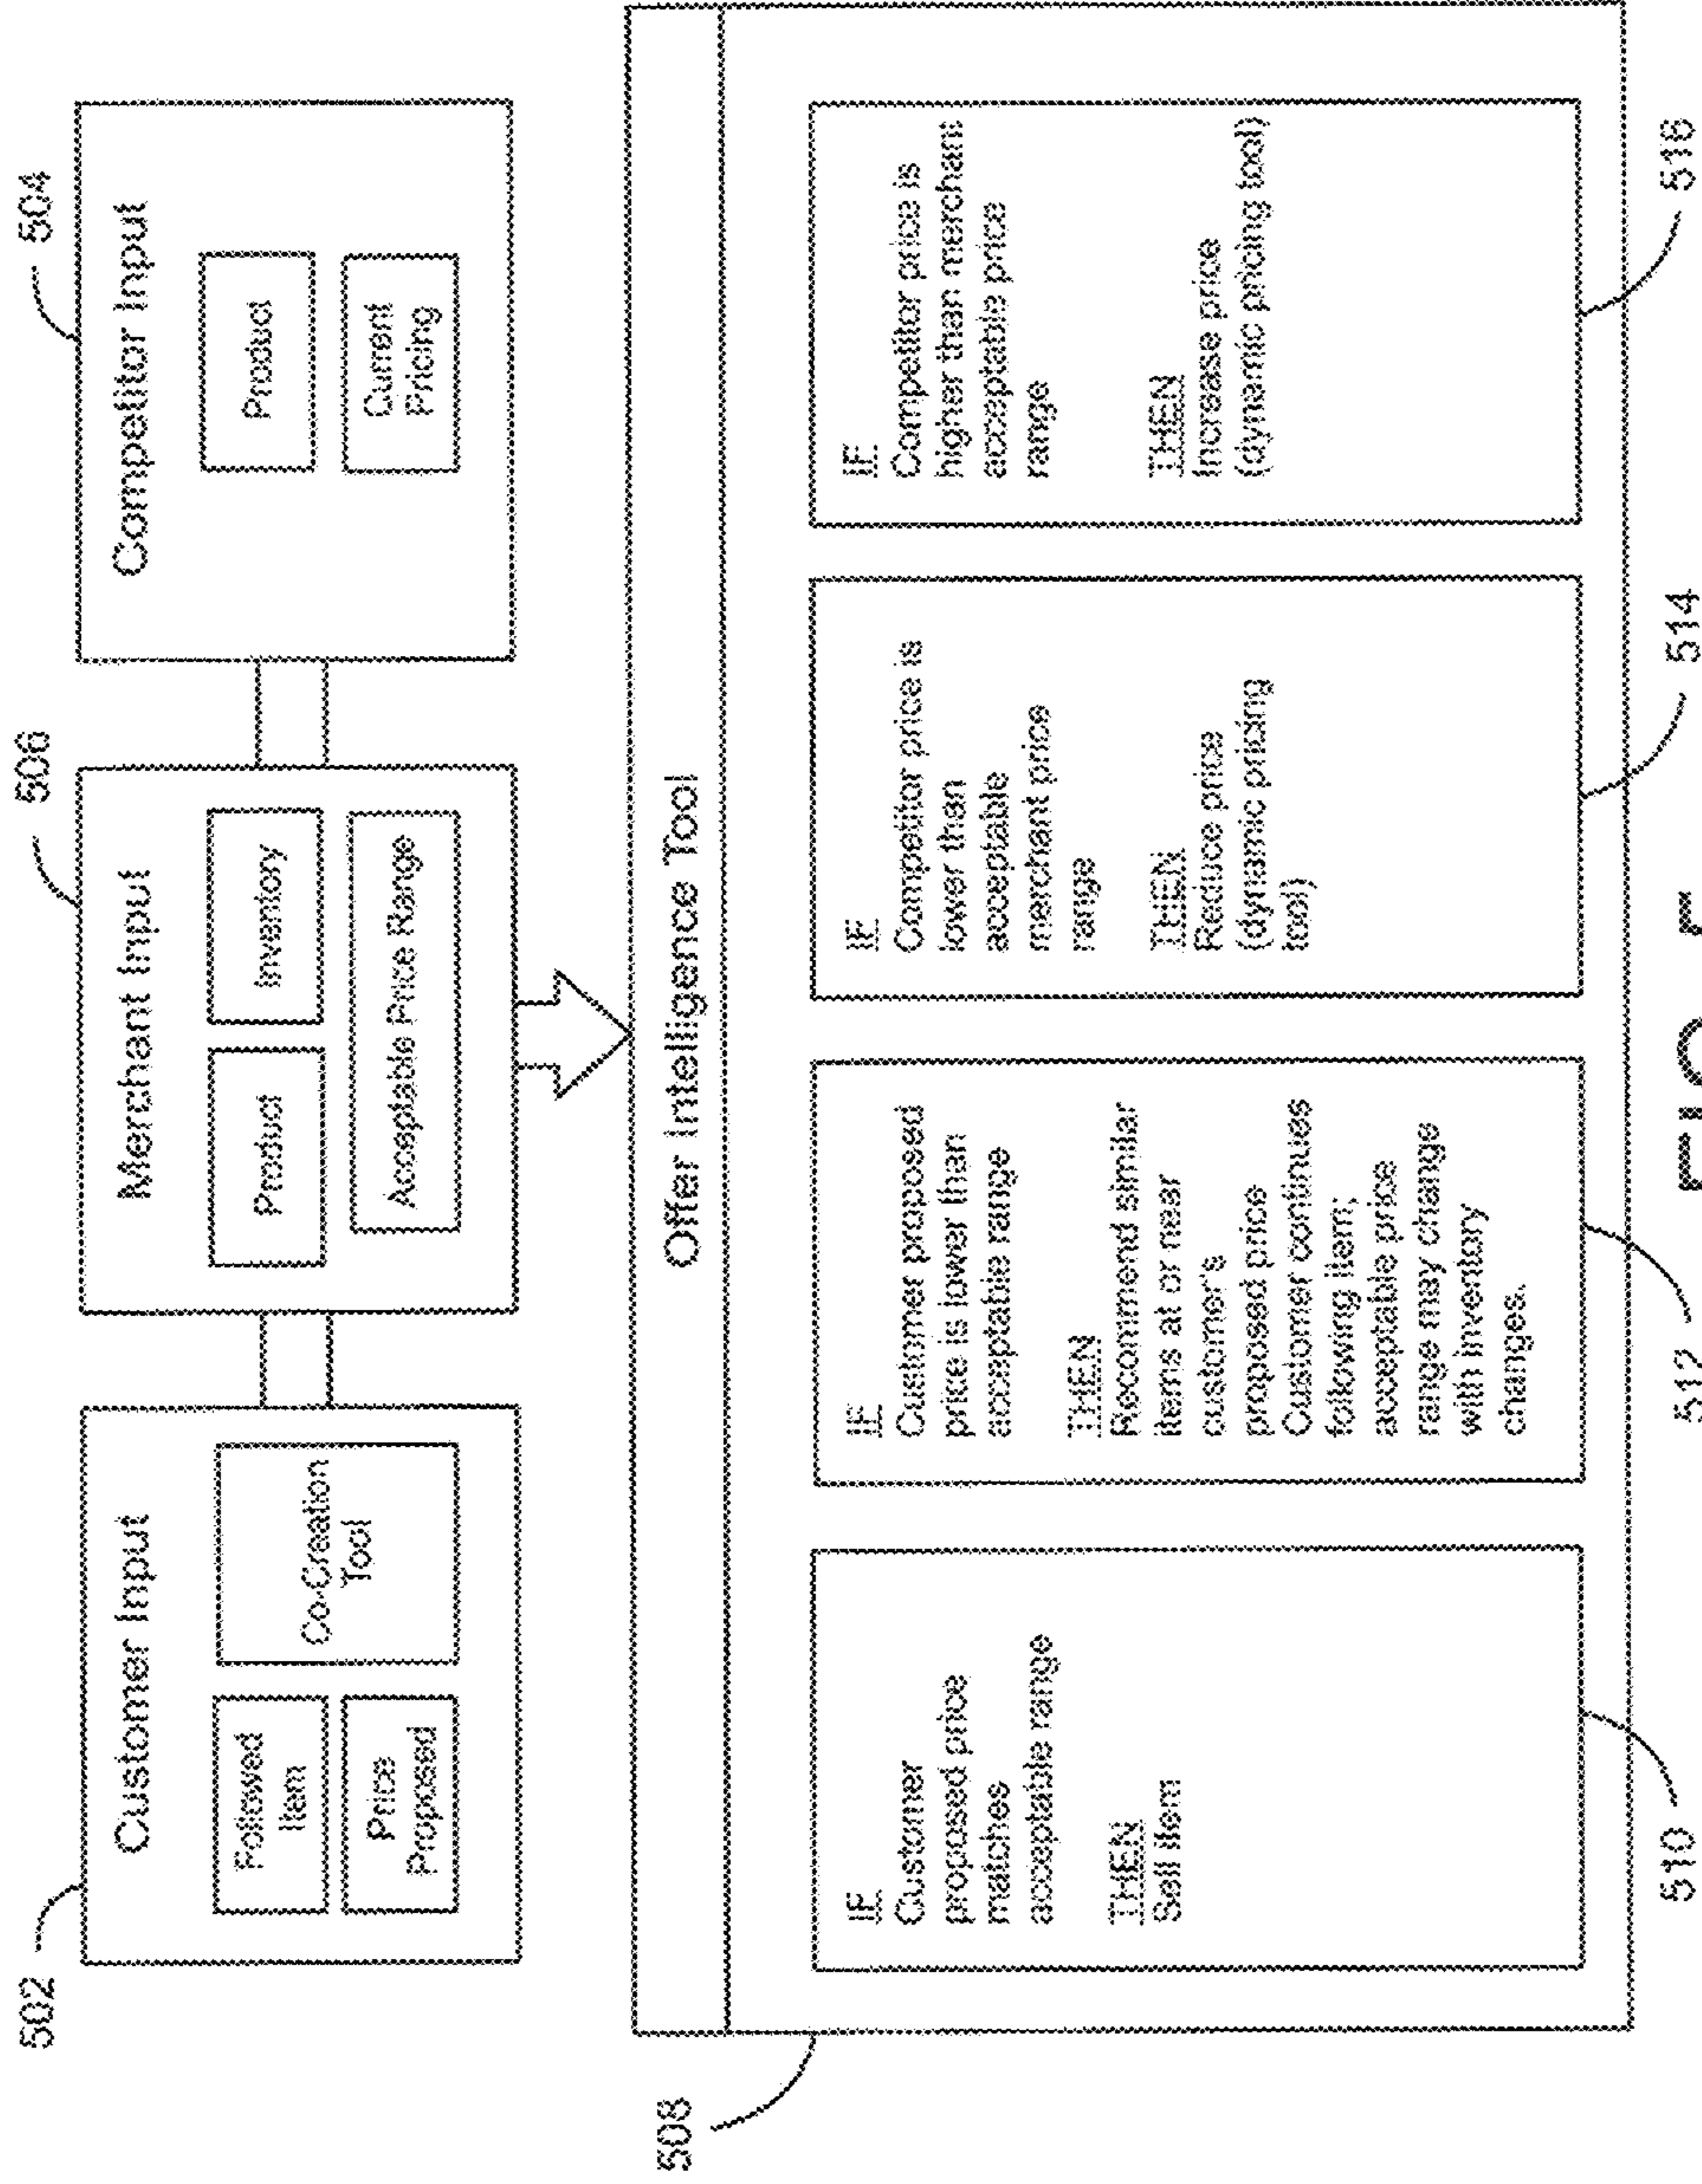 502
Customer Input
Followed
Item
Price
Proposed
Co-Creation
Tool
506
Merchant Input
Product
Inventory
Acceptable Price Range
504
Competitor Input
Product
Current
Pricing
508
Offer Intelligence Tool
IF
Customer
proposed price
matches
acceptable range
THEN
Sell item
510
IF
Customer proposed
price is lower than
acceptable range
THEN
Recommend similar
items at or near
customer's
proposed price
Customer continues
following item;
acceptable price
range may change
with inventory
changes.
512
IF
Competitor price is
lower than
acceptable
merchant price
range
THEN
Reduce price
(dynamic pricing
tool)
514
IF
Competitor price is
higher than merchant
acceptable price
range
THEN
Increase price
(dynamic pricing tool)
516